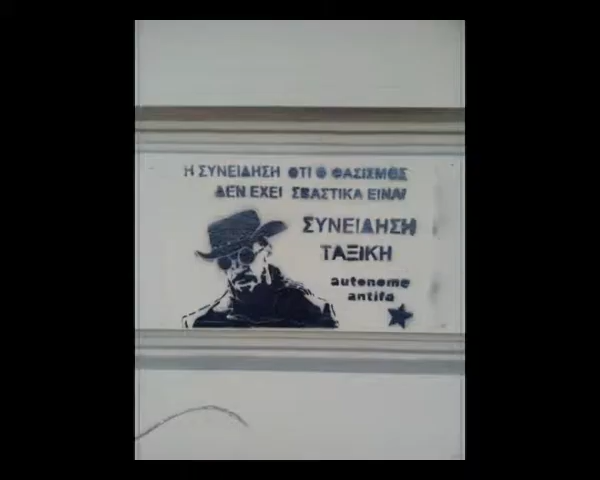 Η ΣΥΝΕΙΔΗΣΗ ΟΤΙ Ο ΦΑΣΙΣΜΟΣ
ΔΕΝ ΕΧΕΙ ΣΒΑΣΤΙΚΑ ΕΙΝΑΙ
ΣΥΝΕΙΔΗΣΗ
ΤΑΞΙΚΗ
autonome
antifa